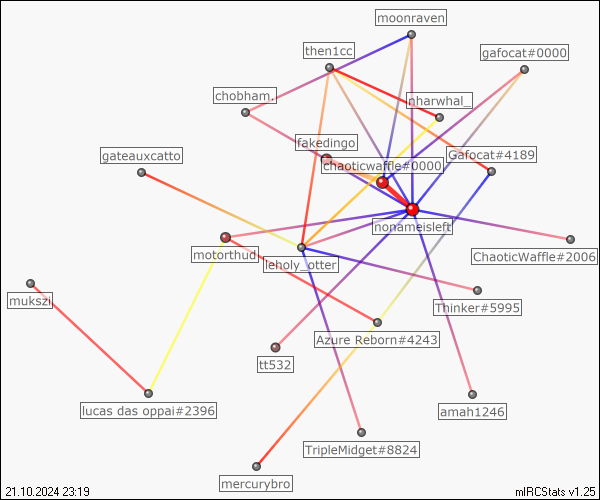 moonraven
then1cc
gafocat#0000
chobham.
nharwhal_
fakedingo
gateauxcatto
chaoticwaffle#0000
Gafocat#4189
nonameisleft
motorthud
leholy_otter
ChaoticWaffle#2006
mukszi
Thinker#5995
Azure Reborn#4243
tt532
lucas das oppai#2396
amah1246
TripleMidget#8824
mercurybro
21.10.2024 23:19
mIRCStats v1.25